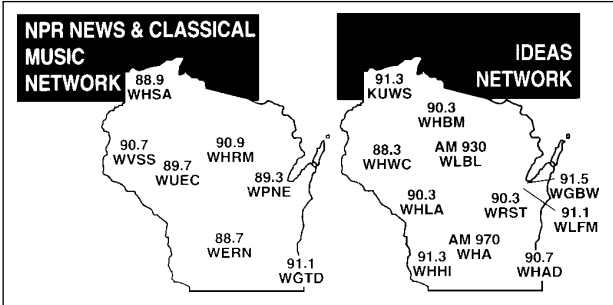 NPR NEWS & CLASSICAL
MUSIC
NETWORK
88.9
WHSA
90.7
WVSS
89.7
WUEC
90.9
WHRM
89.3
WPNE
88.7
WERN
91.1
WGTD
IDEAS
NETWORK
91.3
KUWS
90.3
WHBM
88.3
WHWC
AM 930
WLBL
91.5
WGBW
90.3
WHLA
90.3
WRST
91.1
WLFM
AM 970
WHA
91.3
WHHI
90.7
WHAD